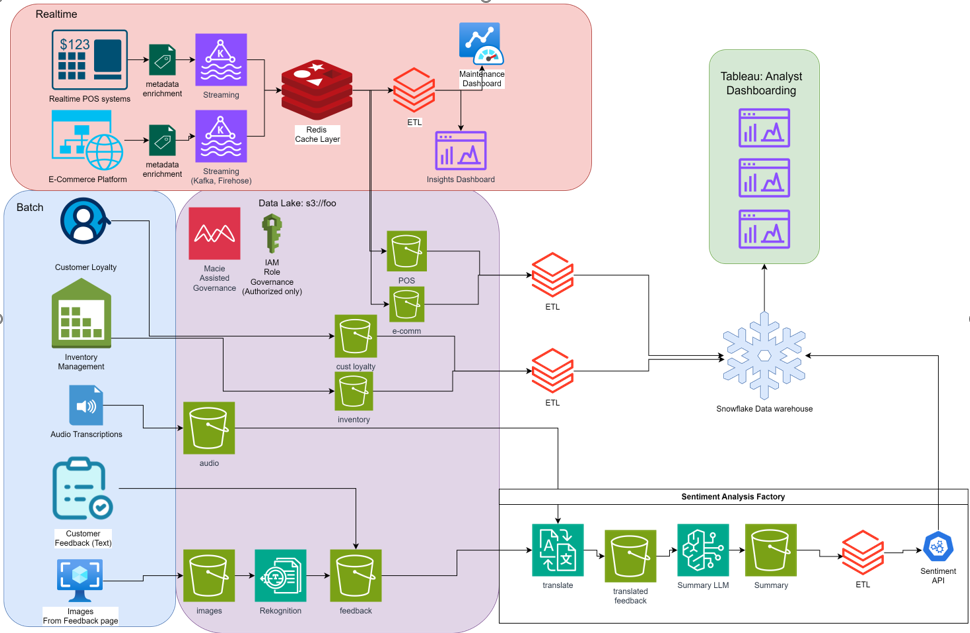 Realtime
$123
Realtime POS systems
metadata
enrichment
K
Streaming
E-Commerce Platform
metadata
enrichment
K
Streaming
(Kafka, Firehose)
Redis
Cache Layer
ETL
Maintenance
Dashboard
Insights Dashboard
Tableau: Analyst
Dashboarding
Batch
Customer Loyalty
Inventory
Management
Audio Transcriptions
Customer
Feedback (Text)
Images
From Feedback page
Data Lake: s3://foo
Macie
Assisted
Governance
IAM
Role
Governance
(Authorized only)
POS
e-comm
cust loyalty
inventory
audio
images
Rekognition
feedback
ETL
ETL
Snowflake Data warehouse
Sentiment Analysis Factory
A
文
translate
translated
feedback
Summary LLM
Summary
ETL
Sentiment
API